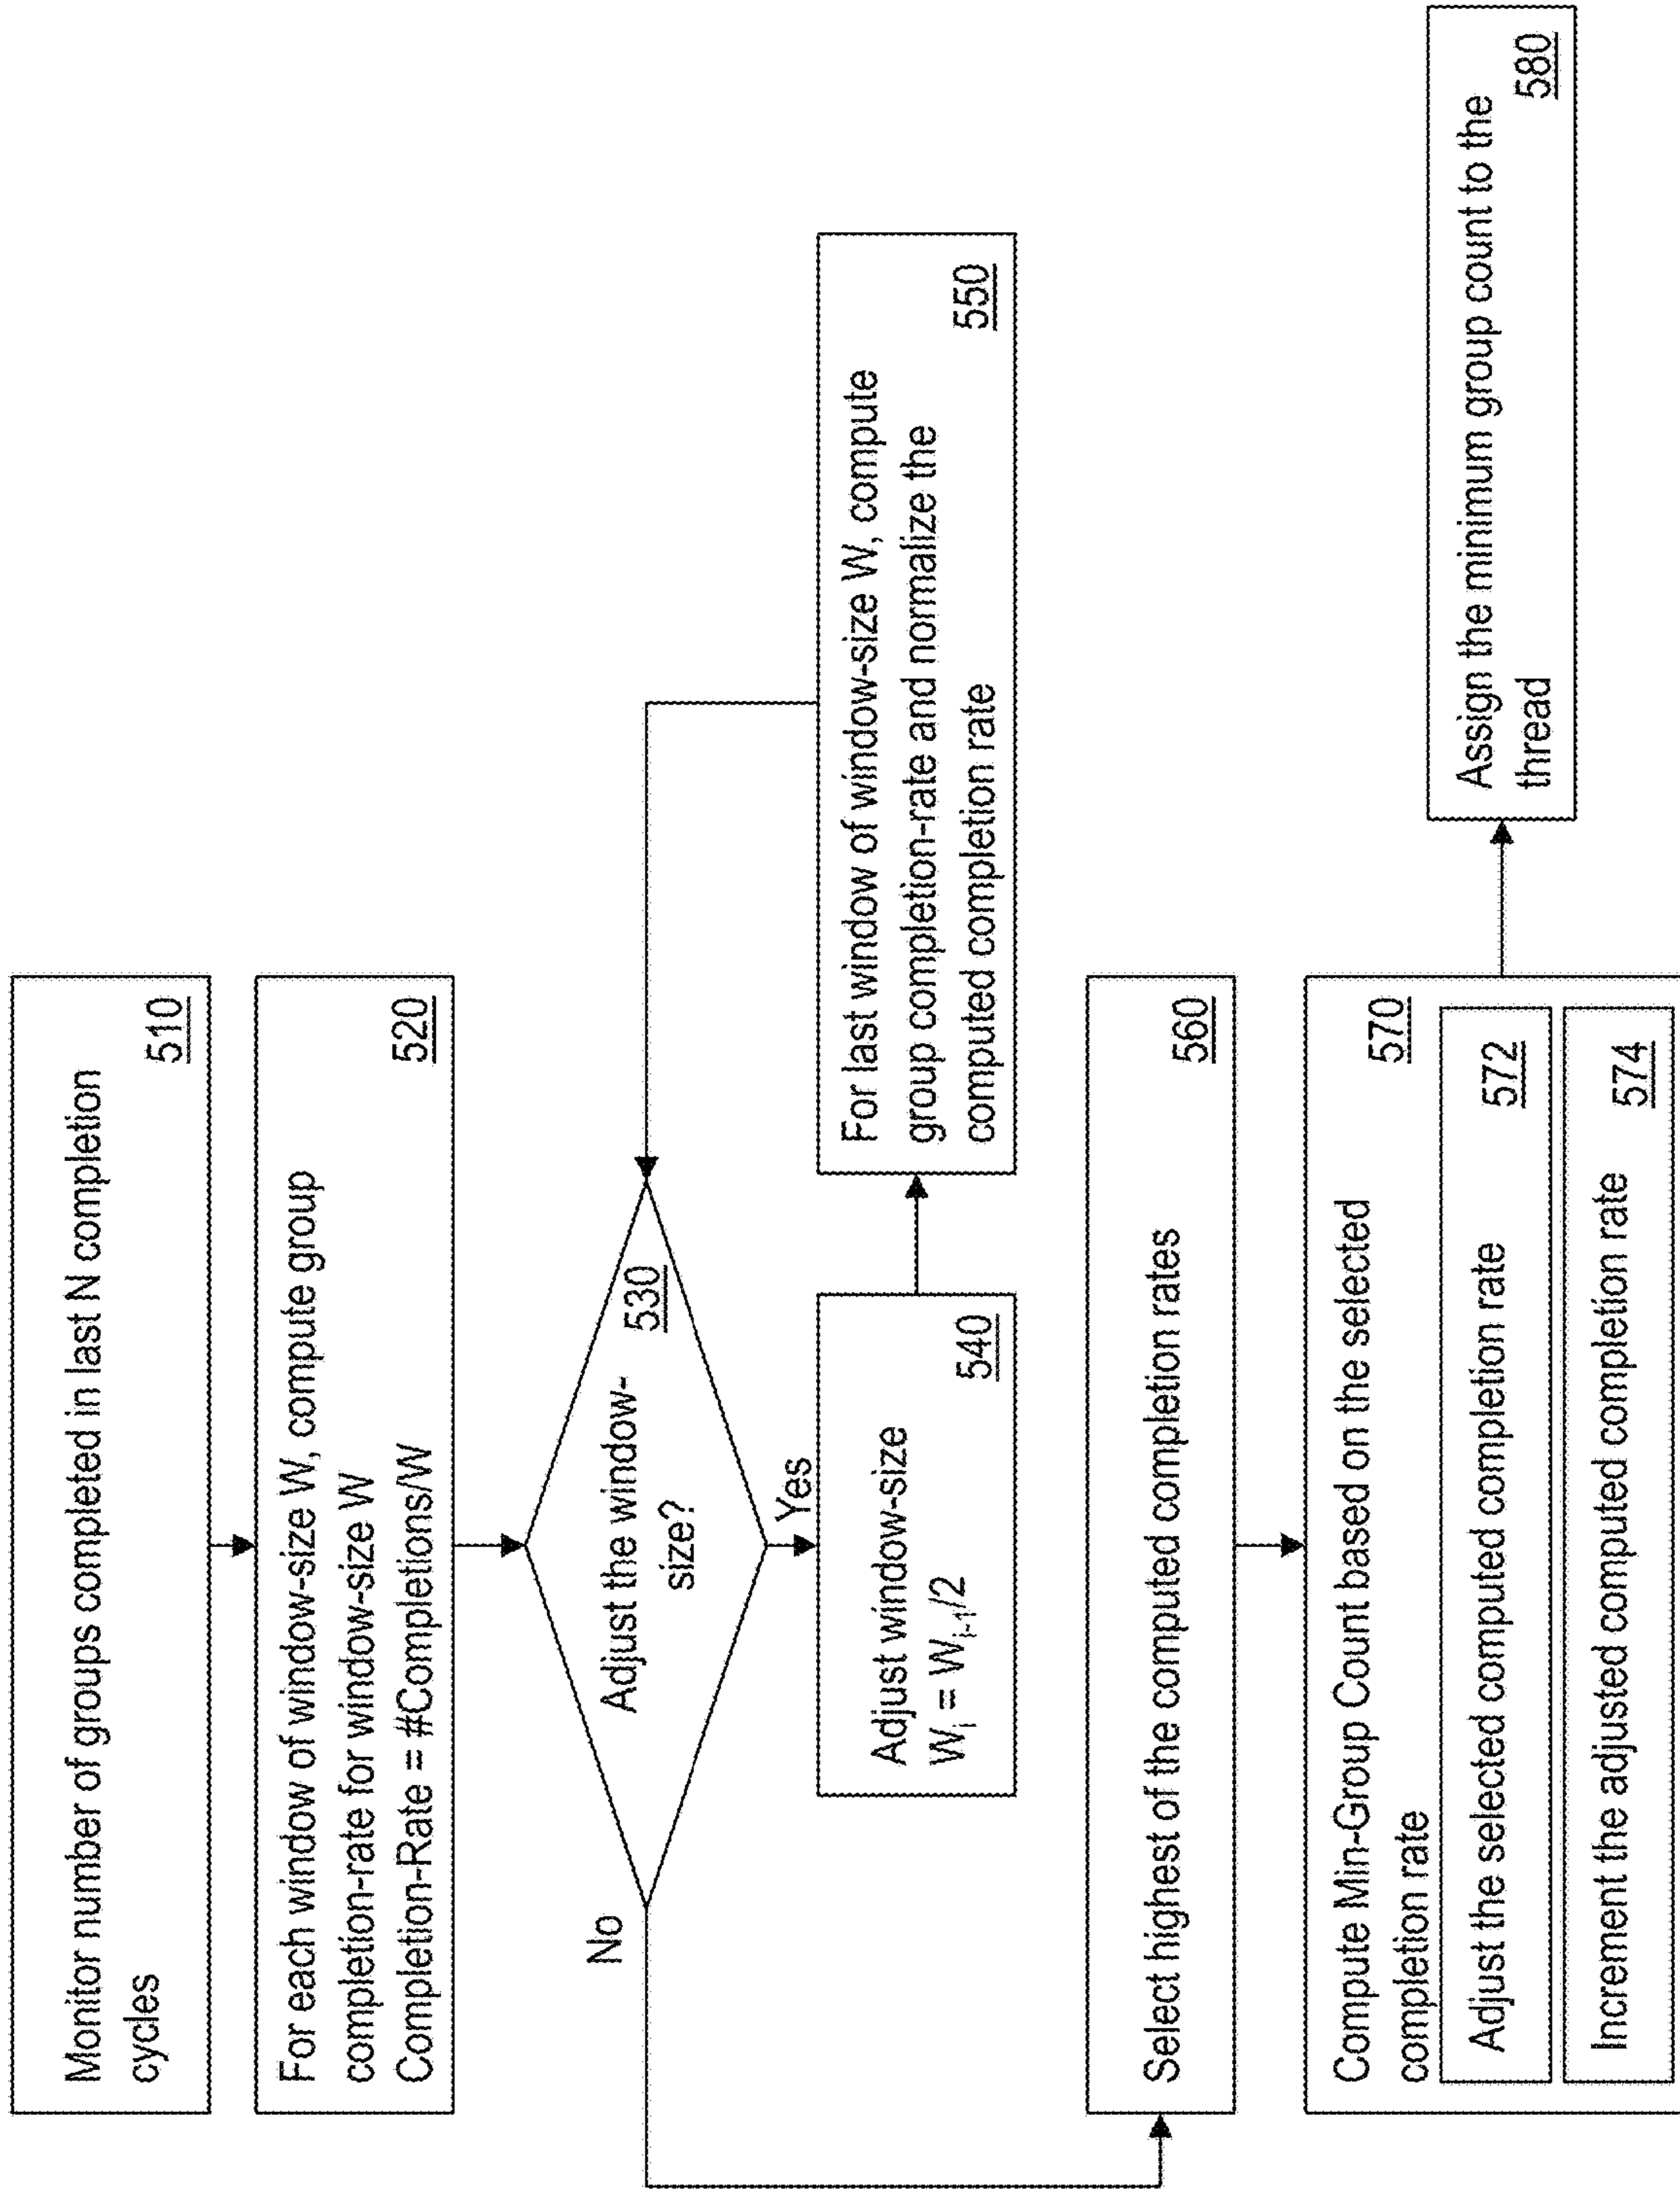 Monitor number of groups completed in last N completion
cycles
510
For each window of window-size W, compute group
completion-rate for window-size W
Completion-Rate = #Completions/W
520
Adjust the window-
size?
530
No
Yes
Adjust window-size
Wᵢ = Wᵢ₋₁/2
540
For last window of window-size W, compute
group completion-rate and normalize the
computed completion rate
550
Select highest of the computed completion rates
560
Compute Min-Group Count based on the selected
completion rate
570
Adjust the selected computed completion rate
572
Increment the adjusted computed completion rate
574
Assign the minimum group count to the
thread
580